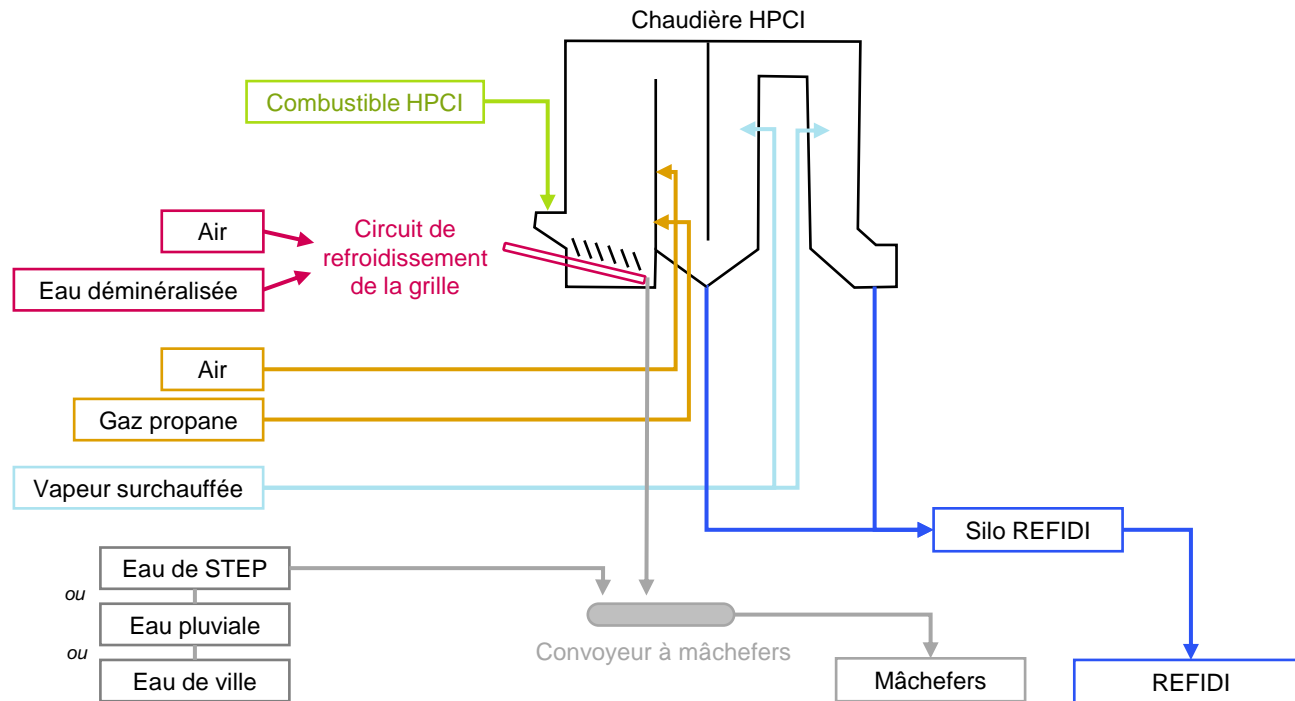 Chaudière HPCI
Combustible HPCI
Air
Eau déminéralisée
Circuit de
refroidissement
de la grille
Air
Gaz propane
Vapeur surchauffée
Silo REFIDI
Eau de STEP
ou
Eau pluviale
ou
Eau de ville
Convoyeur à mâchefers
Mâchefers
REFIDI